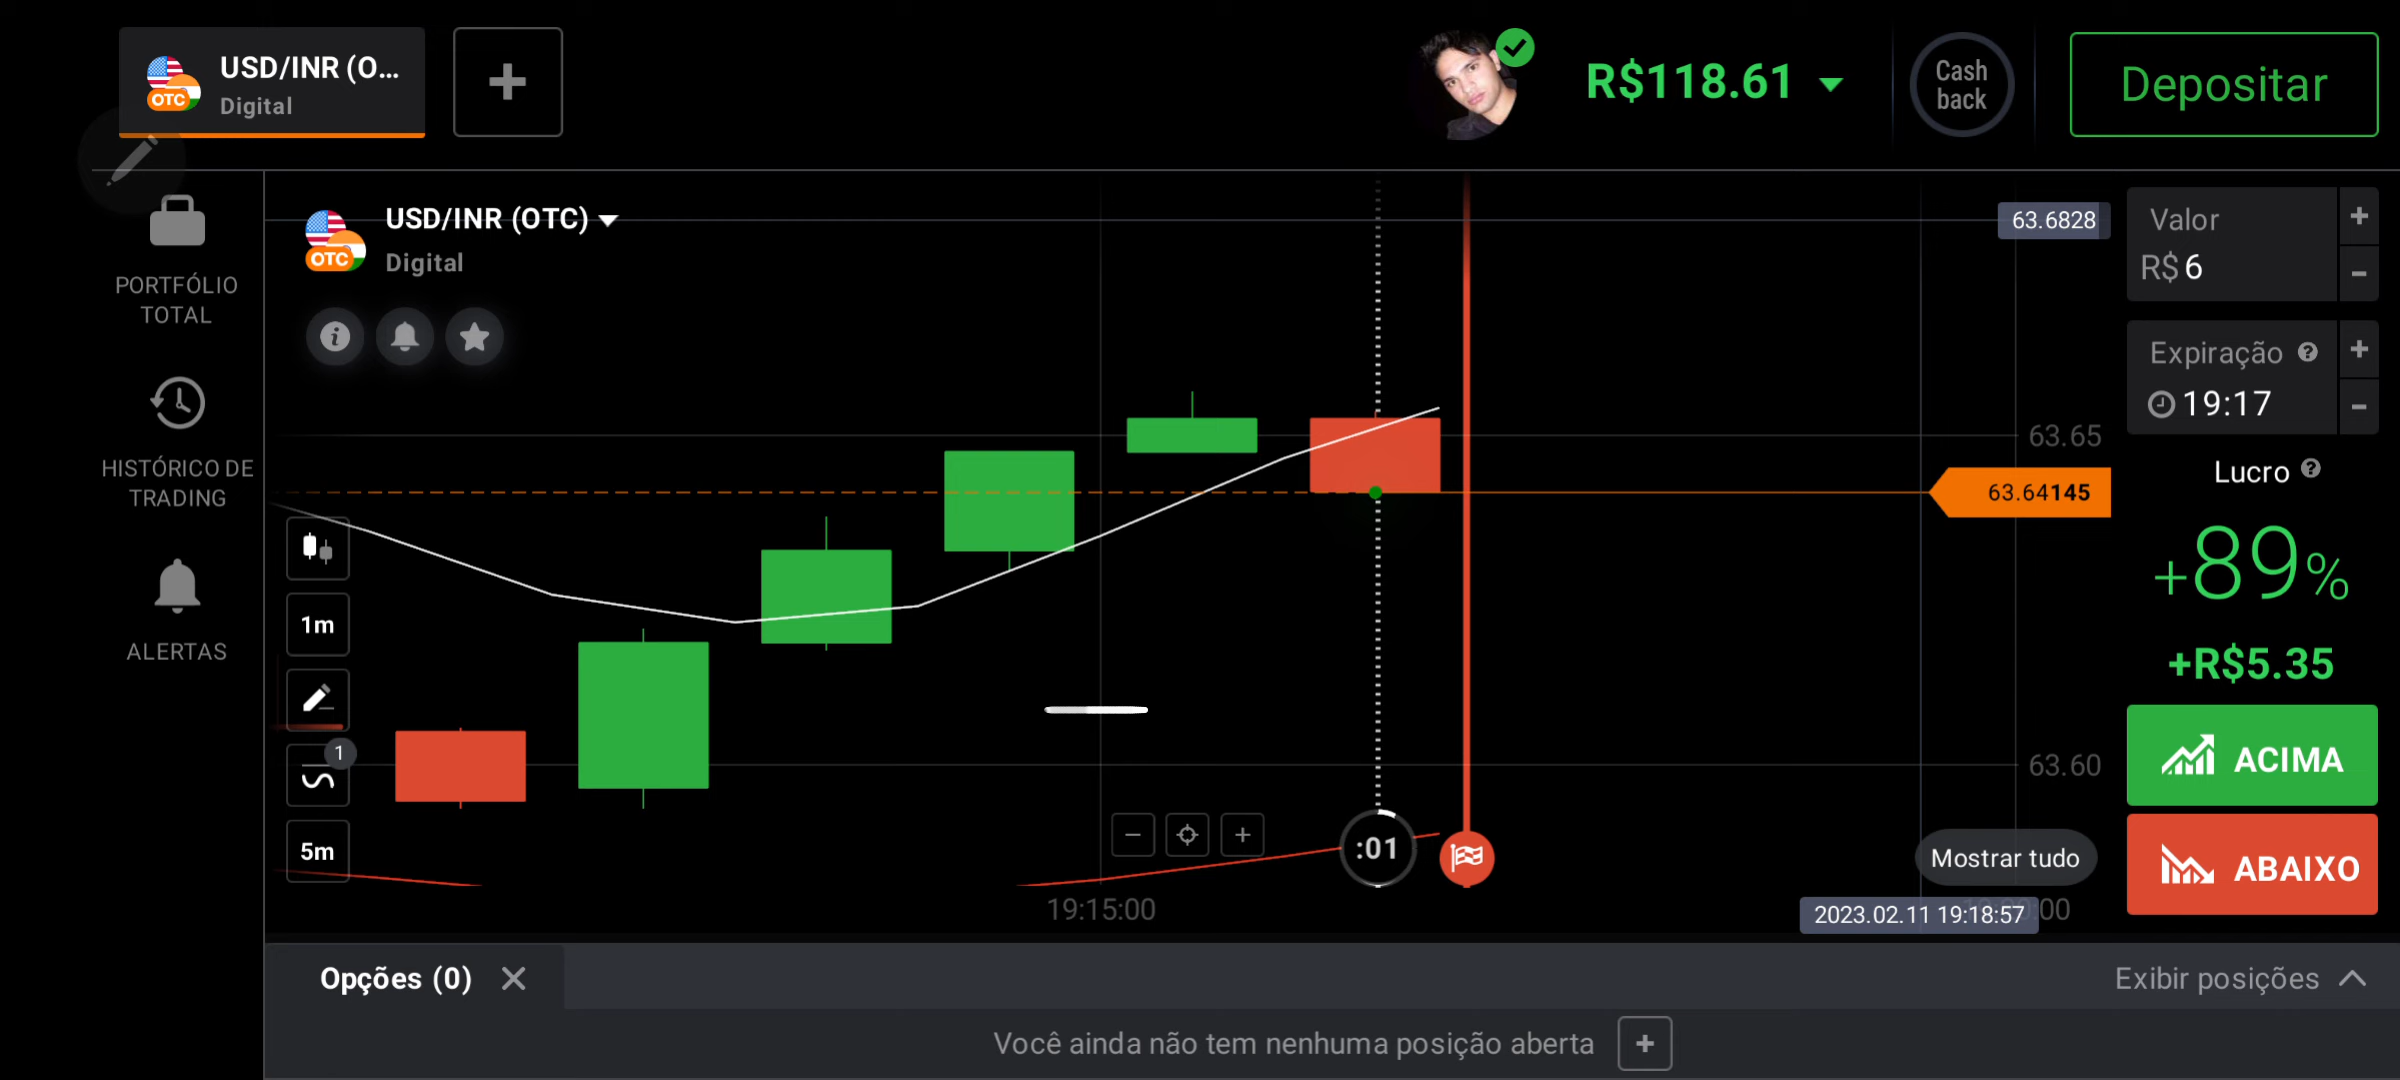 USD/INR (O...
Digital
R$118.61
Cash
back
Depositar
PORTFÓLIO
TOTAL
HISTÓRICO DE
TRADING
ALERTAS
USD/INR (OTC)
OTC
Digital
OTC
1m
1
5m
63.6828
63.65
63.64145
63.60
:01
Mostrar tudo
19:15:00
2023.02.11 19:18:57
:00
Valor
R$ 6
Expiração
19:17
Lucro
+89%
+R$5.35
ACIMA
ABAIXO
Opções (0)
Exibir posições
Você ainda não tem nenhuma posição aberta